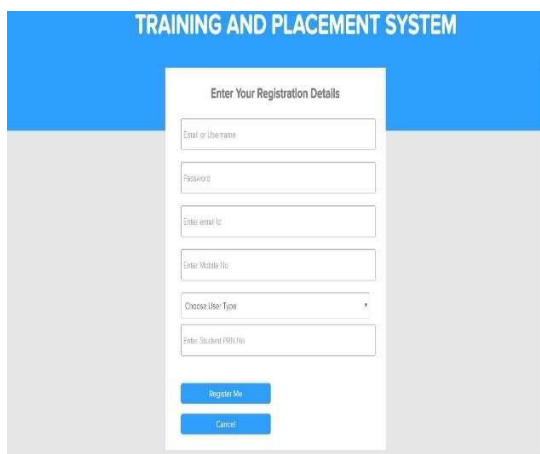 TRAINING AND PLACEMENT SYSTEM
Enter Your Registration Details
Email or Username
Password
Enter email Id
Enter Mobile No
Choose User Type
Enter Student PRN No
Register Me
Cancel